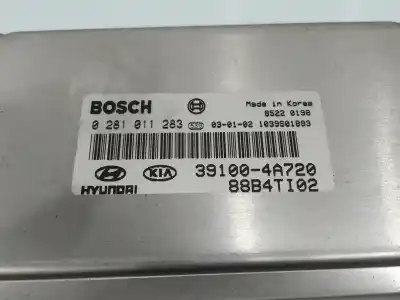 BOSCH
Made in Korea
8522 0198
0 281 011 283 03-01-02 1039S01893
HYUNDAI KIA 39100-4A720
88B4TI02